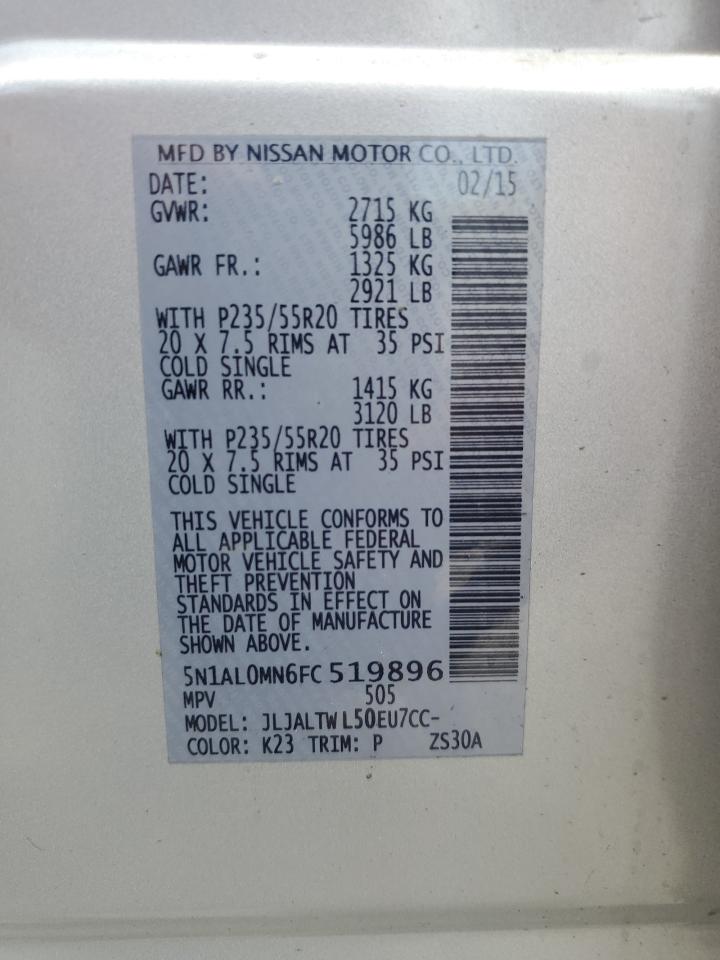 MFD BY NISSAN MOTOR CO., LTD.
DATE: 02/15
GVWR: 2715 KG
5986 LB
GAWR FR.: 1325 KG
2921 LB
WITH P235/55R20 TIRES
20 X 7.5 RIMS AT 35 PSI
COLD SINGLE
GAWR RR.: 1415 KG
3120 LB
WITH P235/55R20 TIRES
20 X 7.5 RIMS AT 35 PSI
COLD SINGLE
THIS VEHICLE CONFORMS TO
ALL APPLICABLE FEDERAL
MOTOR VEHICLE SAFETY AND
THEFT PREVENTION
STANDARDS IN EFFECT ON
THE DATE OF MANUFACTURE
SHOWN ABOVE.
5N1AL0MN6FC519896
MPV 505
MODEL: JLJALTWL50EU7CC-
COLOR: K23 TRIM: P ZS30A